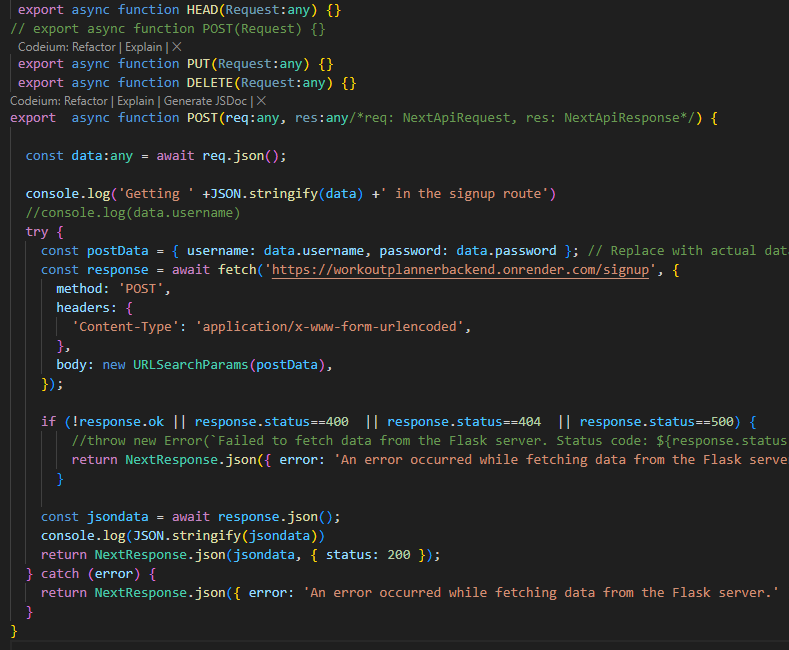 export async function HEAD(Request:any) {}
// export async function POST(Request) {}
Codeium: Refactor | Explain | X
export async function PUT(Request:any) {}
export async function DELETE(Request:any) {}
Codeium: Refactor | Explain | Generate JSDoc | X
export  async function POST(req:any, res:any/*req: NextApiRequest, res: NextApiResponse*/) {
const data:any = await req.json();
console.log('Getting ' +JSON.stringify(data) +' in the signup route')
//console.log(data.username)
try {
const postData = { username: data.username, password: data.password }; // Replace with actual dat
const response = await fetch('https://workoutplannerbackend.onrender.com/signup', {
method: 'POST',
headers: {
'Content-Type': 'application/x-www-form-urlencoded',
},
body: new URLSearchParams(postData),
});
if (!response.ok || response.status==400  || response.status==404  || response.status==500) {
//throw new Error(`Failed to fetch data from the Flask server. Status code: ${response.status
return NextResponse.json({ error: 'An error occurred while fetching data from the Flask serve
}
const jsondata = await response.json();
console.log(JSON.stringify(jsondata))
return NextResponse.json(jsondata, { status: 200 });
} catch (error) {
return NextResponse.json({ error: 'An error occurred while fetching data from the Flask server.'
}
}